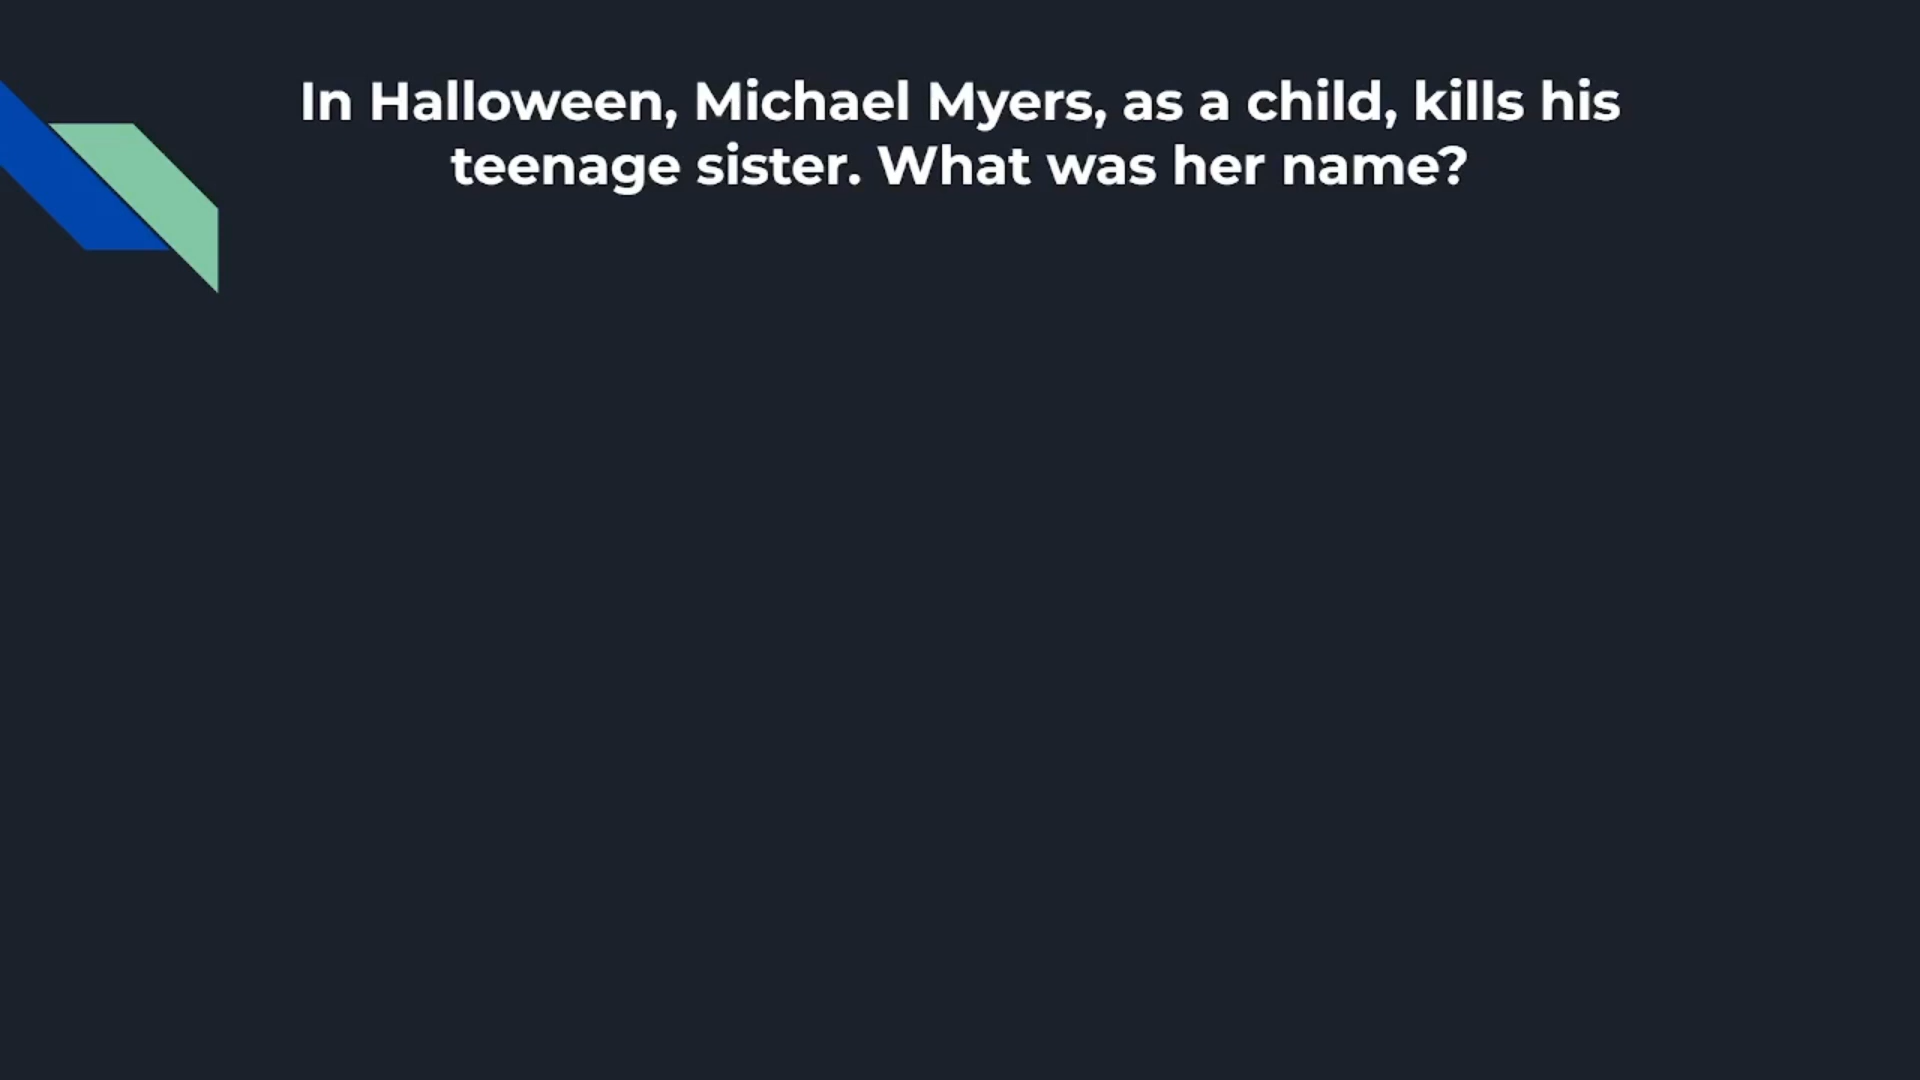 In Halloween, Michael Myers, as a child, kills his
teenage sister. What was her name?